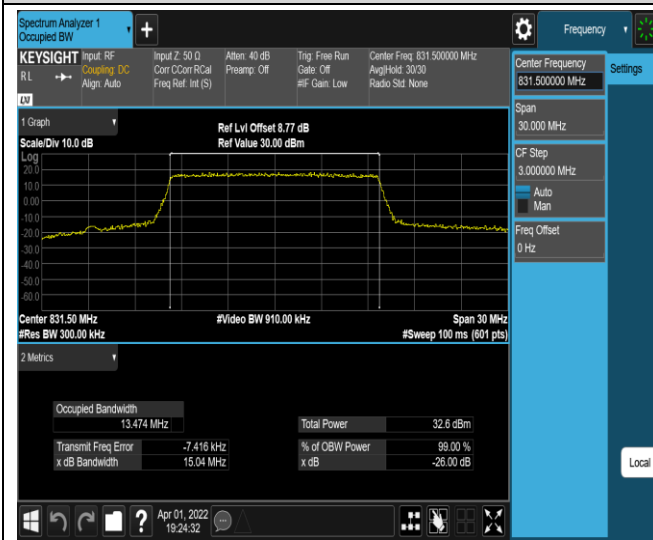 Spectrum Analyzer 1
Occupied BW
+
Frequency
KEYSIGHT
RL
LXI
Input: RF
Coupling: DC
Align: Auto
Input Z: 50 Ω
Corr CCorr RCal
Freq Ref: Int (S)
Atten: 40 dB
Preamp: Off
Trig: Free Run
Gate: Off
#IF Gain: Low
Center Freq: 831.500000 MHz
Avg|Hold: 30/30
Radio Std: None
Center Frequency
831.500000 MHz
Settings
Span
30.000 MHz
CF Step
3.000000 MHz
Auto
Man
Freq Offset
0 Hz
1 Graph
Scale/Div 10.0 dB
Ref Lvl Offset 8.77 dB
Ref Value 30.00 dBm
Log
20.0
10.0
0.00
-10.0
-20.0
-30.0
-40.0
-50.0
-60.0
Center 831.50 MHz
#Video BW 910.00 kHz
Span 30 MHz
#Res BW 300.00 kHz
#Sweep 100 ms (601 pts)
2 Metrics
Occupied Bandwidth
13.474 MHz
Total Power 32.6 dBm
Transmit Freq Error -7.416 kHz
% of OBW Power 99.00 %
x dB Bandwidth 15.04 MHz
x dB -26.00 dB
Local
?
Apr 01, 2022
19:24:32